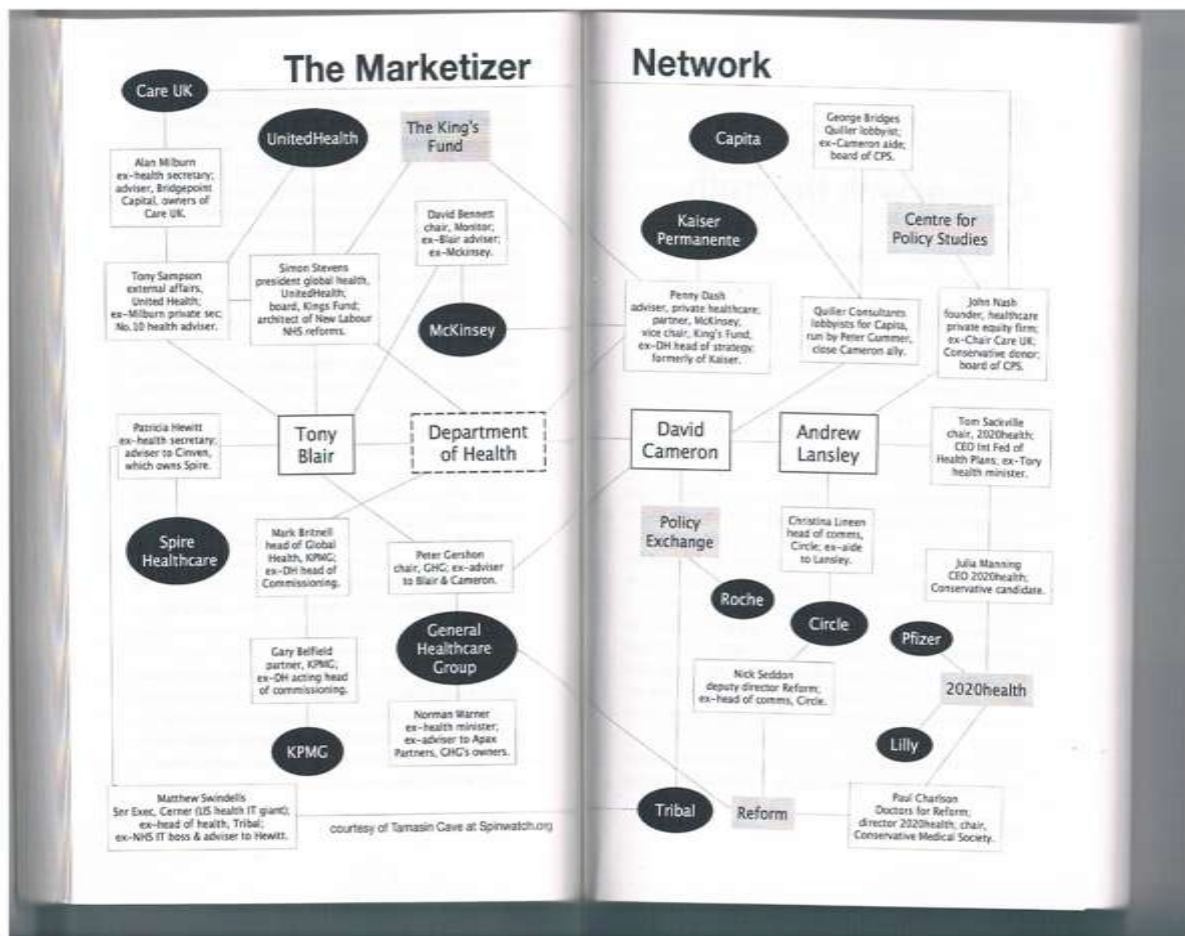 The Marketizer Network
Care UK
UnitedHealth
The King's
Fund
Alan Milburn
ex-health secretary;
adviser, Bridgepoint
Capital, owners of
Care UK.
David Bennett
chair, Monitor;
ex-Blair adviser;
ex-Mckinsey.
Tony Sampson
external affairs,
United Health;
ex-Milburn private sec;
No.10 health adviser.
Simon Stevens
president global health,
UnitedHealth;
board, Kings Fund;
architect of New Labour
NHS reforms.
McKinsey
Patricia Hewitt
ex-health secretary;
adviser to Cinven,
which owns Spire.
Tony
Blair
Department
of Health
Spire
Healthcare
Mark Britnell
head of Global
Health, KPMG;
ex-DH head of
Commissioning.
Peter Gershon
chair, GHG; ex-adviser
to Blair & Cameron.
General
Healthcare
Group
Gary Belfield
partner, KPMG;
ex-DH acting head
of commissioning.
KPMG
Norman Warner
ex-health minister;
ex-adviser to Apax
Partners, GHG's owners.
Matthew Swindells
Snr Exec, Cerner (US health IT giant);
ex-head of health, Tribal;
ex-NHS IT boss & adviser to Hewitt.
courtesy of Tamasin Cave at Spinwatch.org
Capita
George Bridges
Quiller lobbyist;
ex-Cameron aide;
board of CPS.
Kaiser
Permanente
Centre for
Policy Studies
Penny Dash
adviser, private healthcare;
partner, McKinsey,
vice chair, King's Fund,
ex-DH head of strategy;
formerly of Kaiser.
Quiller Consultants
lobbyists for Capita,
run by Peter Gummer,
close Cameron ally.
John Nash
founder, healthcare
private equity firm;
ex-Chair Care UK;
Conservative donor;
board of CPS.
David
Cameron
Andrew
Lansley
Tom Sackville
chair, 2020health;
CEO Int Fed of
Health Plans; ex-Tory
health minister.
Policy
Exchange
Christina Lineen
head of comms,
Circle; ex-aide
to Lansley.
Julia Manning
CEO 2020health;
Conservative candidate.
Roche
Circle
Pfizer
Nick Seddon
deputy director Reform;
ex-head of comms, Circle.
2020health
Lilly
Tribal
Reform
Paul Charlson
Doctors for Reform;
director 2020health, chair,
Conservative Medical Society.